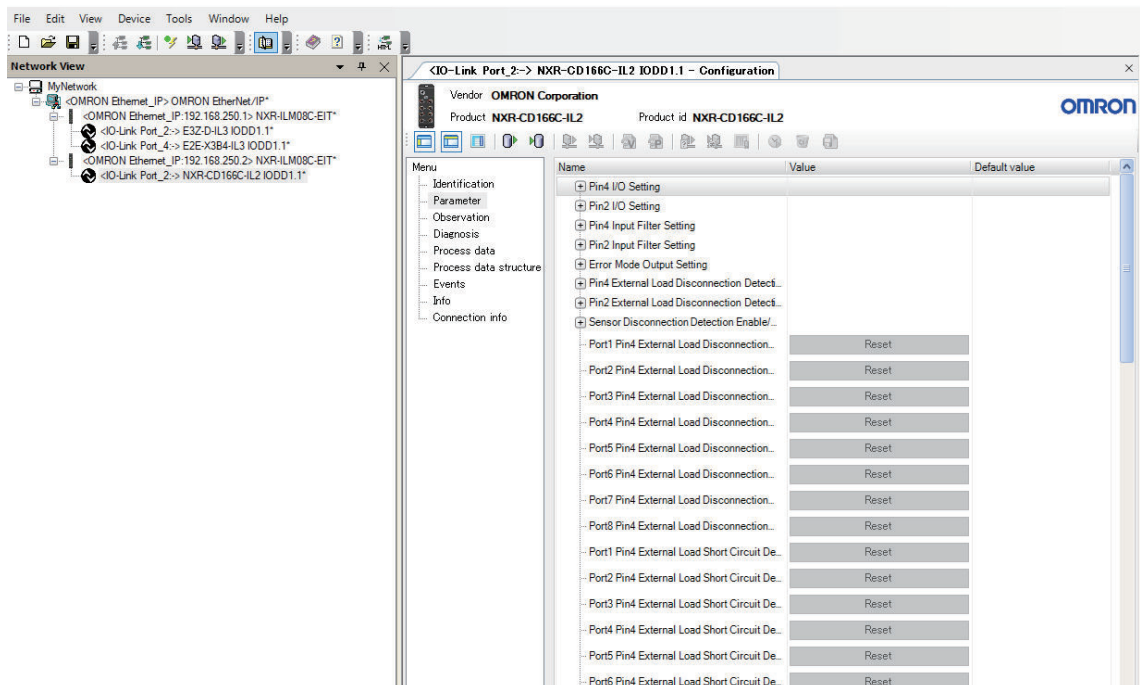 File Edit View Device Tools Window Help
Network View
MyNetwork
<OMRON Ethernet_IP> OMRON EtherNet/IP*
<OMRON Ethernet_IP:192.168.250.1> NXR-ILM08C-EIT*
<IO-Link Port_2:-> E3Z-D-IL3 IODD1.1*
<IO-Link Port_4:-> E2E-X3B4-IL3 IODD1.1*
<OMRON Ethernet_IP:192.168.250.2> NXR-ILM08C-EIT*
<IO-Link Port_2:-> NXR-CD166C-IL2 IODD1.1*
<IO-Link Port_2:-> NXR-CD166C-IL2 IODD1.1 - Configuration
Vendor OMRON Corporation
Product NXR-CD166C-IL2 Product id NXR-CD166C-IL2
OMRON
Menu
Identification
Parameter
Observation
Diagnosis
Process data
Process data structure
Events
Info
Connection info
Name Value Default value
Pin4 I/O Setting
Pin2 I/O Setting
Pin4 Input Filter Setting
Pin2 Input Filter Setting
Error Mode Output Setting
Pin4 External Load Disconnection Detecti...
Pin2 External Load Disconnection Detecti...
Sensor Disconnection Detection Enable/...
Port1 Pin4 External Load Disconnection... Reset
Port2 Pin4 External Load Disconnection... Reset
Port3 Pin4 External Load Disconnection... Reset
Port4 Pin4 External Load Disconnection... Reset
Port5 Pin4 External Load Disconnection... Reset
Port6 Pin4 External Load Disconnection... Reset
Port7 Pin4 External Load Disconnection... Reset
Port8 Pin4 External Load Disconnection... Reset
Port1 Pin4 External Load Short Circuit De... Reset
Port2 Pin4 External Load Short Circuit De... Reset
Port3 Pin4 External Load Short Circuit De... Reset
Port4 Pin4 External Load Short Circuit De... Reset
Port5 Pin4 External Load Short Circuit De... Reset
Port6 Pin4 External Load Short Circuit De... Reset